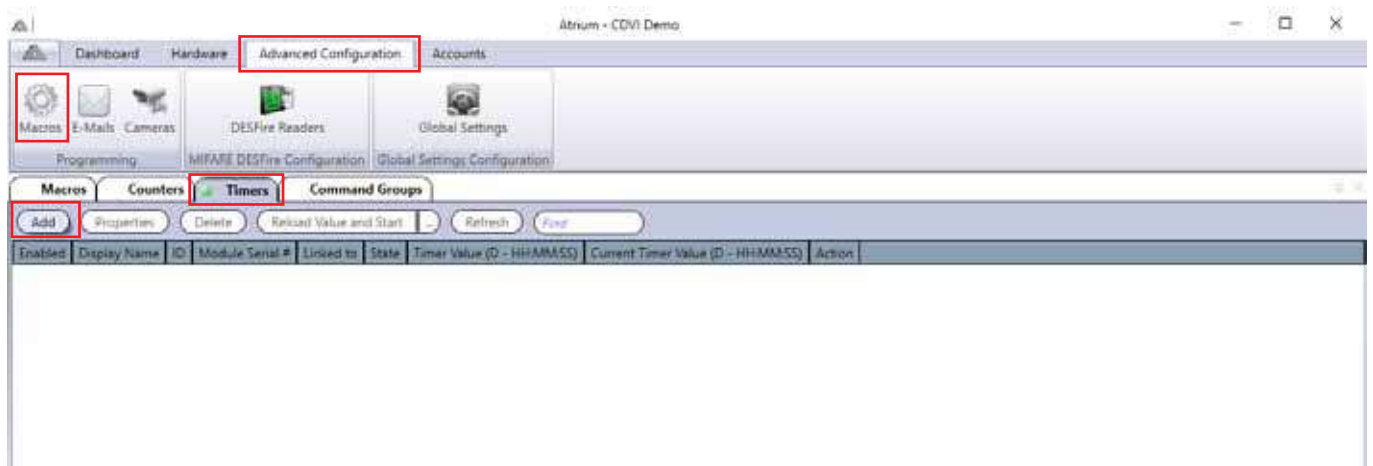 Atrium - CDVI Demo
Dashboard Hardware Advanced Configuration Accounts
Macros E-Mails Cameras DESFire Readers Global Settings
Programming MIFARE DESFire Configuration Global Settings Configuration
Macros Counters Timers Command Groups
Add Properties Delete Reload Value and Start ... Refresh Find
Enabled Display Name ID Module Serial # Linked to State Timer Value (D - HH:MM:SS) Current Timer Value (D - HH:MM:SS) Action